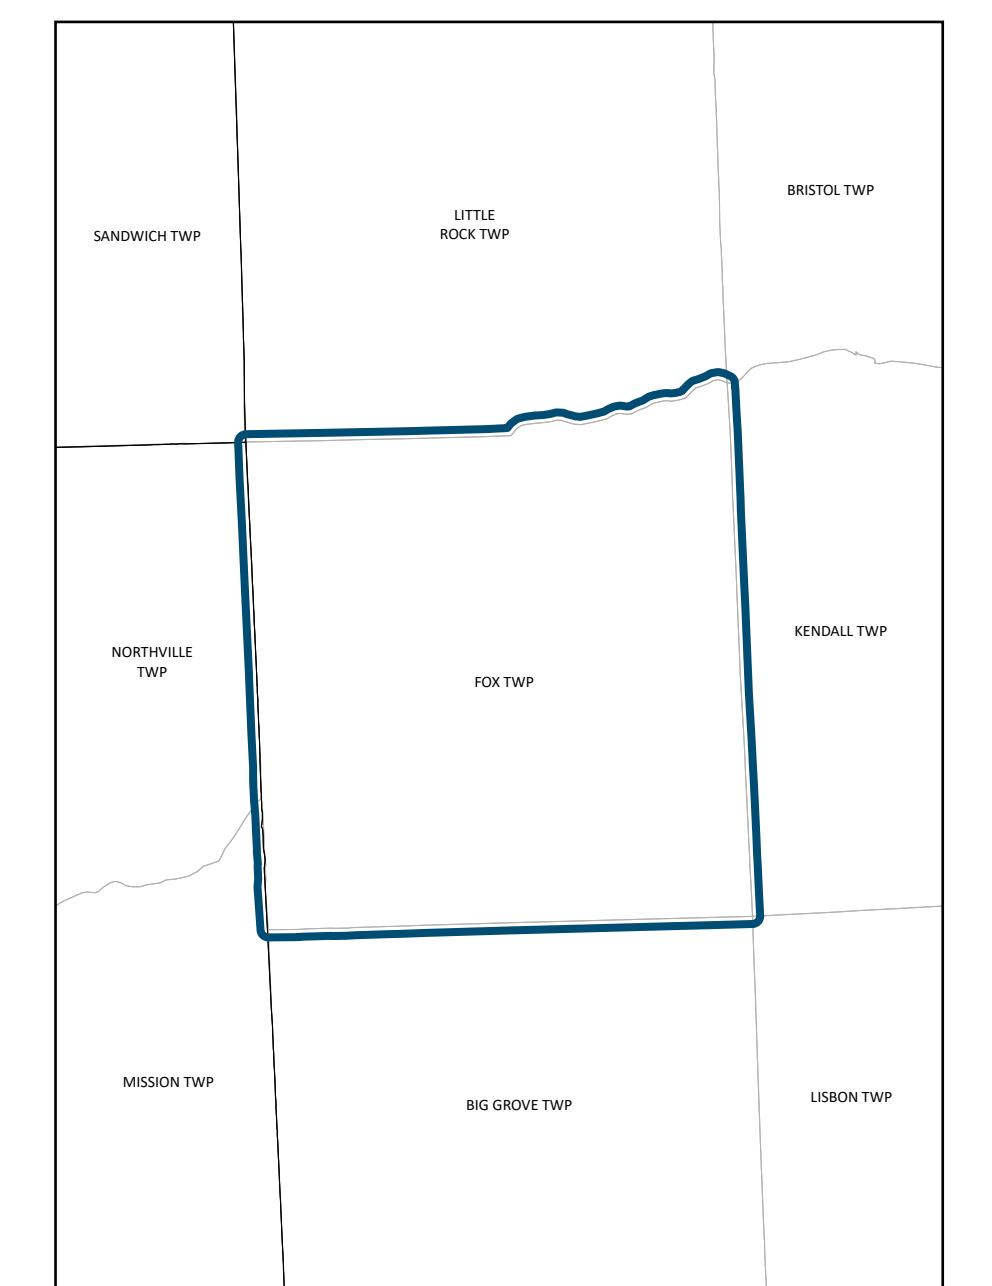 BRISTOL TWP
LITTLE
ROCK TWP
SANDWICH TWP
KENDALL TWP
NORTHVILLE
TWP
FOX TWP
MISSION TWP
LISBON TWP
BIG GROVE TWP